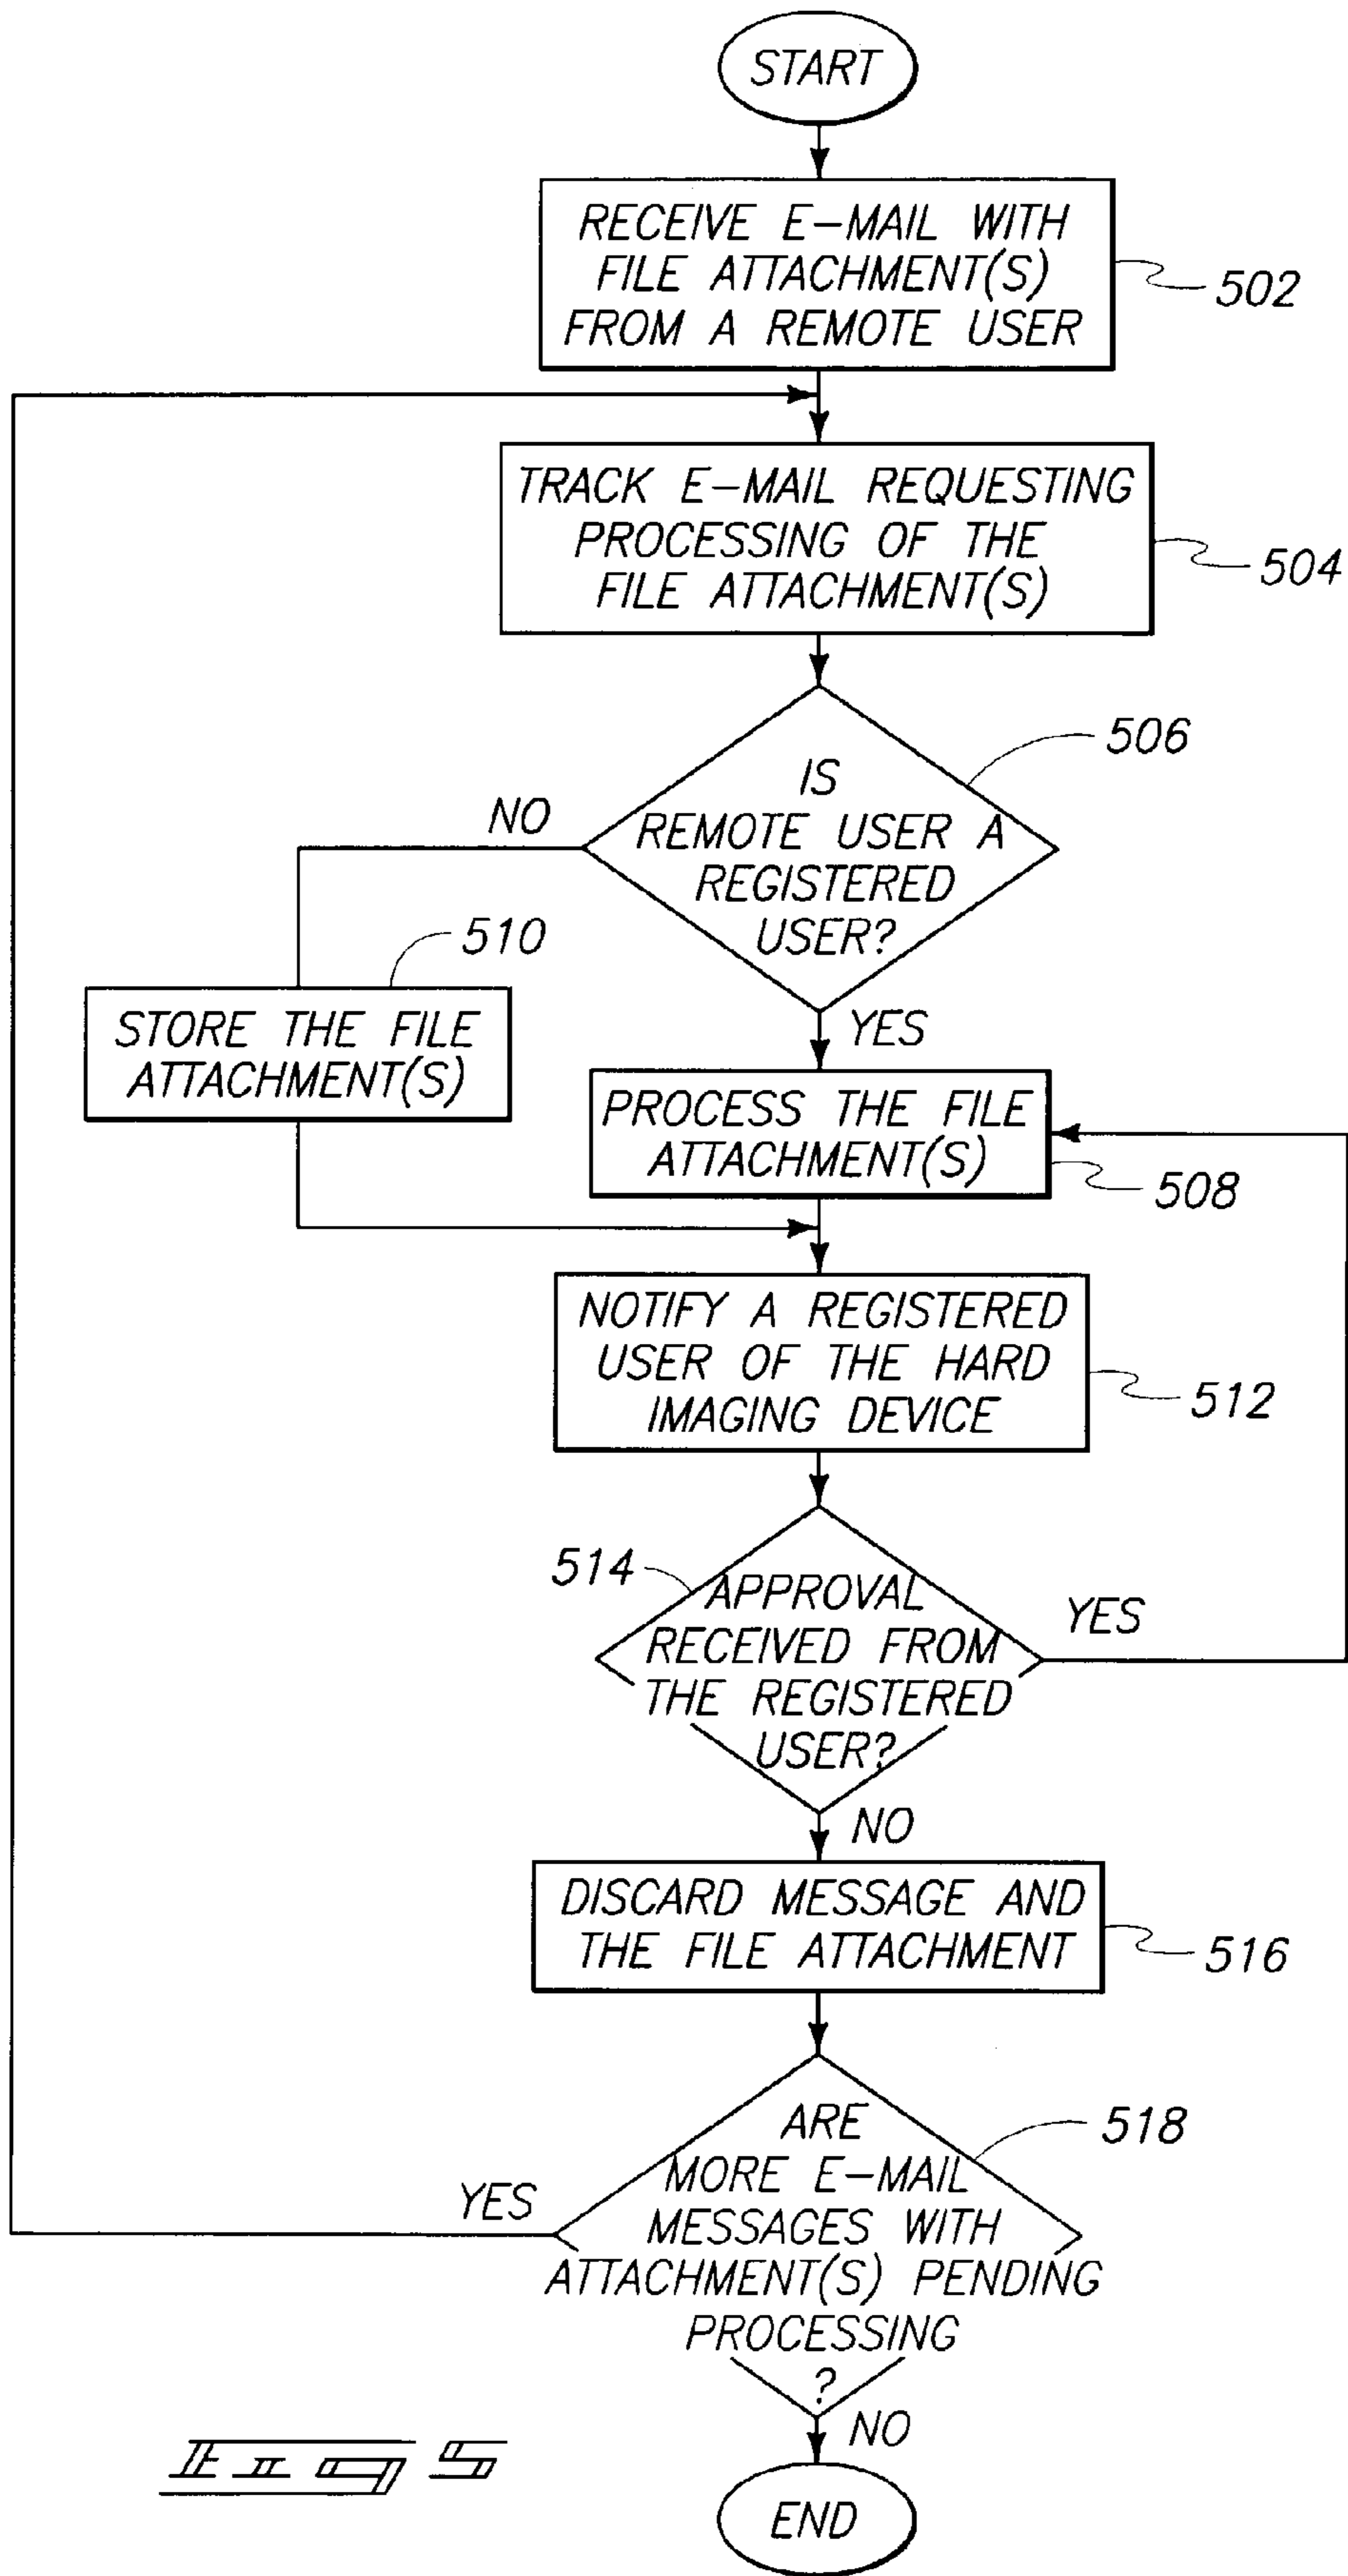 START
RECEIVE E-MAIL WITH
FILE ATTACHMENT(S)
FROM A REMOTE USER
502
TRACK E-MAIL REQUESTING
PROCESSING OF THE
FILE ATTACHMENT(S)
504
506
IS
REMOTE USER A
REGISTERED
USER?
NO
YES
510
STORE THE FILE
ATTACHMENT(S)
PROCESS THE FILE
ATTACHMENT(S)
508
NOTIFY A REGISTERED
USER OF THE HARD
IMAGING DEVICE
512
514
APPROVAL
RECEIVED FROM
THE REGISTERED
USER?
YES
NO
DISCARD MESSAGE AND
THE FILE ATTACHMENT
516
518
ARE
MORE E-MAIL
MESSAGES WITH
ATTACHMENT(S) PENDING
PROCESSING
?
YES
NO
END
Fig 5